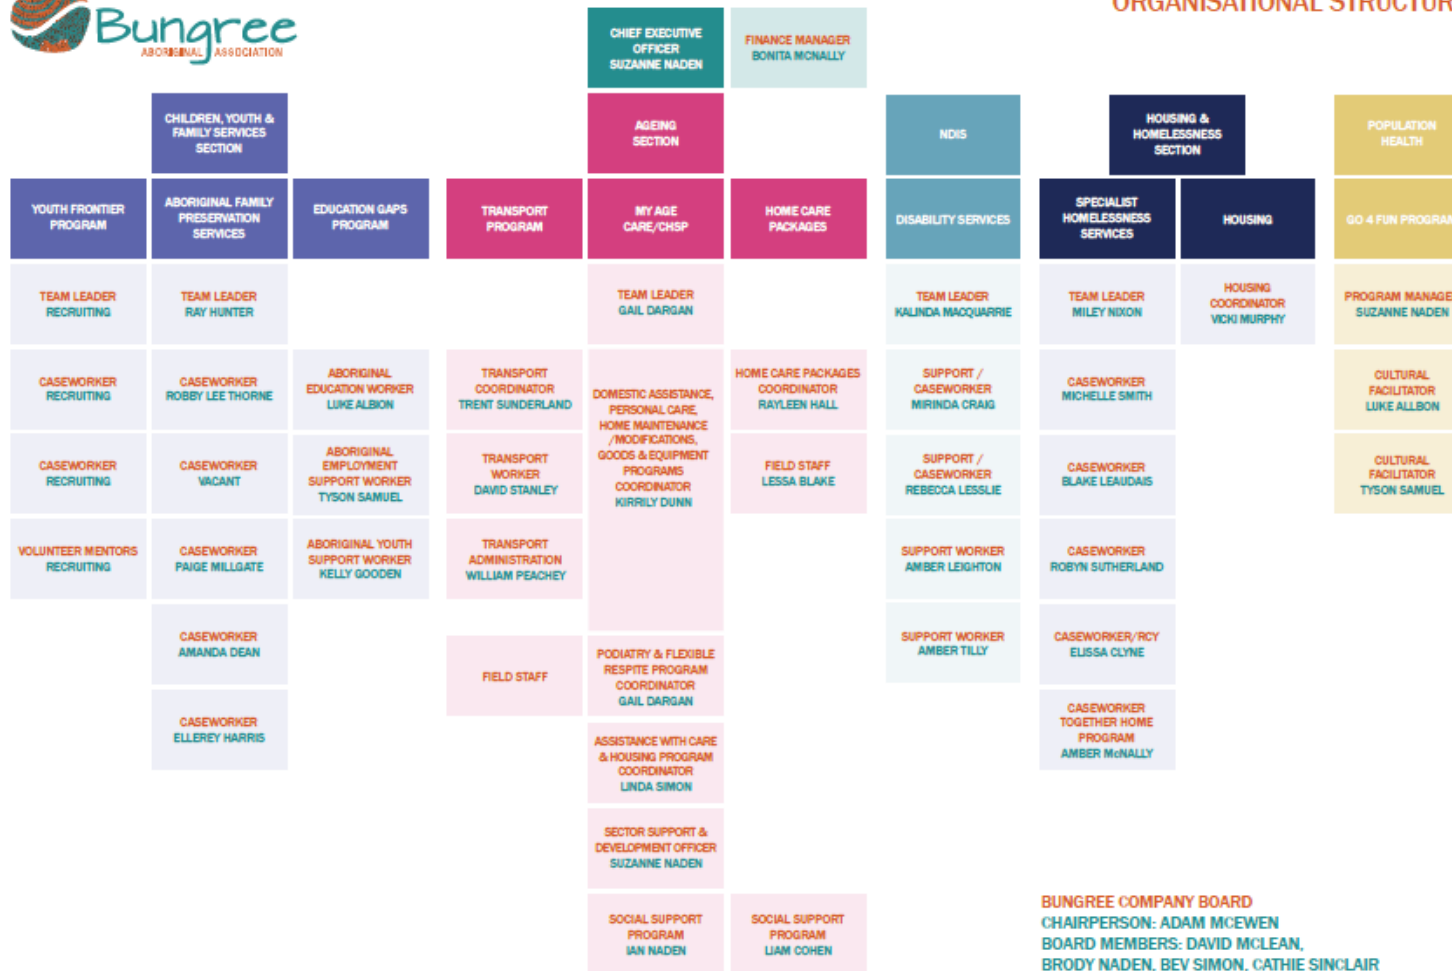 Bungree
ABORIGINAL ASSOCIATION
ORGANISATIONAL STRUCTUR
CHIEF EXECUTIVE
OFFICER
SUZANNE NADEN
FINANCE MANAGER
BONITA MCNALLY
CHILDREN, YOUTH &
FAMILY SERVICES
SECTION
AGEING
SECTION
NDIS
HOUSING &
HOMELESSNESS
SECTION
POPULATION
HEALTH
YOUTH FRONTIER
PROGRAM
ABORIGINAL FAMILY
PRESERVATION
SERVICES
EDUCATION GAPS
PROGRAM
TRANSPORT
PROGRAM
MY AGE
CARE/CHSP
HOME CARE
PACKAGES
DISABILITY SERVICES
SPECIALIST
HOMELESSNESS
SERVICES
HOUSING
GO 4 FUN PROGRAM
TEAM LEADER
RECRUITING
TEAM LEADER
RAY HUNTER
TEAM LEADER
GAIL DARGAN
TEAM LEADER
KALINDA MACQUARRIE
TEAM LEADER
MILEY NIXON
HOUSING
COORDINATOR
VICKI MURPHY
PROGRAM MANAGE
SUZANNE NADEN
CASEWORKER
RECRUITING
CASEWORKER
ROBBY LEE THORNE
ABORIGINAL
EDUCATION WORKER
LUKE ALBION
TRANSPORT
COORDINATOR
TRENT SUNDERLAND
DOMESTIC ASSISTANCE,
PERSONAL CARE,
HOME MAINTENANCE
/MODIFICATIONS,
GOODS & EQUIPMENT
PROGRAMS
COORDINATOR
KIRRILY DUNN
HOME CARE PACKAGES
COORDINATOR
RAYLEEN HALL
SUPPORT /
CASEWORKER
MIRINDA CRAIG
CASEWORKER
MICHELLE SMITH
CULTURAL
FACILITATOR
LUKE ALLBON
CASEWORKER
RECRUITING
CASEWORKER
VACANT
ABORIGINAL
EMPLOYMENT
SUPPORT WORKER
TYSON SAMUEL
TRANSPORT
WORKER
DAVID STANLEY
FIELD STAFF
LESSA BLAKE
SUPPORT /
CASEWORKER
REBECCA LESSLIE
CASEWORKER
BLAKE LEAUDAIS
CULTURAL
FACILITATOR
TYSON SAMUEL
VOLUNTEER MENTORS
RECRUITING
CASEWORKER
PAIGE MILLGATE
ABORIGINAL YOUTH
SUPPORT WORKER
KELLY GOODEN
TRANSPORT
ADMINISTRATION
WILLIAM PEACHEY
SUPPORT WORKER
AMBER LEIGHTON
CASEWORKER
ROBYN SUTHERLAND
CASEWORKER
AMANDA DEAN
FIELD STAFF
PODIATRY & FLEXIBLE
RESPITE PROGRAM
COORDINATOR
GAIL DARGAN
SUPPORT WORKER
AMBER TILLY
CASEWORKER/RCY
ELISSA CLYNE
CASEWORKER
ELLEREY HARRIS
ASSISTANCE WITH CARE
& HOUSING PROGRAM
COORDINATOR
LINDA SIMON
CASEWORKER
TOGETHER HOME
PROGRAM
AMBER McNALLY
SECTOR SUPPORT &
DEVELOPMENT OFFICER
SUZANNE NADEN
SOCIAL SUPPORT
PROGRAM
IAN NADEN
SOCIAL SUPPORT
PROGRAM
LIAM COHEN
BUNGREE COMPANY BOARD
CHAIRPERSON: ADAM MCEWEN
BOARD MEMBERS: DAVID MCLEAN,
BRODY NADEN, BEV SIMON, CATHIE SINCLAIR